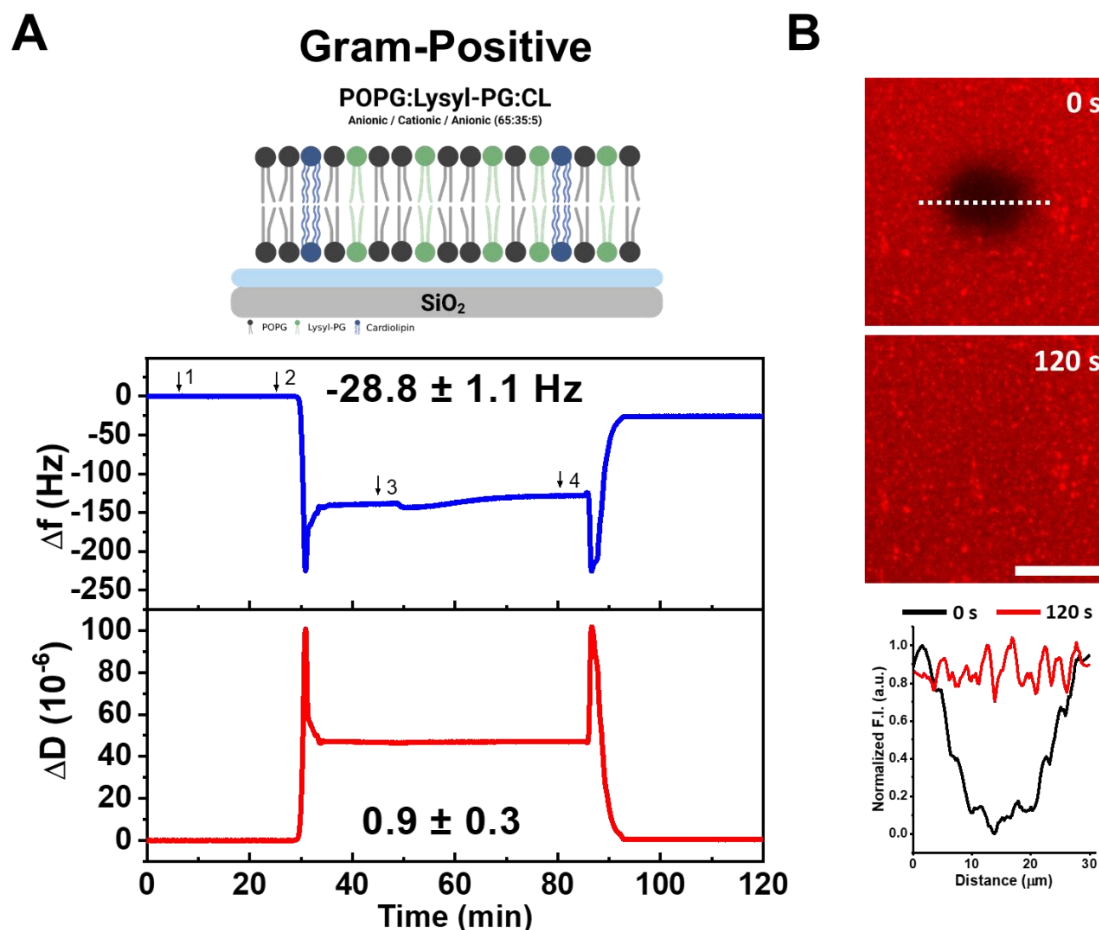 A
Gram-Positive
POPG:Lysyl-PG:CL
Anionic / Cationic / Anionic (65:35:5)
SiO₂
POPG Lysyl-PG Cardiolipin
-28.8 ± 1.1 Hz
1 2 3 4
Δf (Hz)
0
-50
-100
-150
-200
-250
ΔD (10⁻⁶)
100
80
60
40
20
0
0.9 ± 0.3
0 20 40 60 80 100 120
Time (min)
B
0 s
120 s
0 s 120 s
Normalized F.I. (a.u.)
1.0
0.8
0.6
0.4
0.2
0.0
0 10 20 30
Distance (μm)